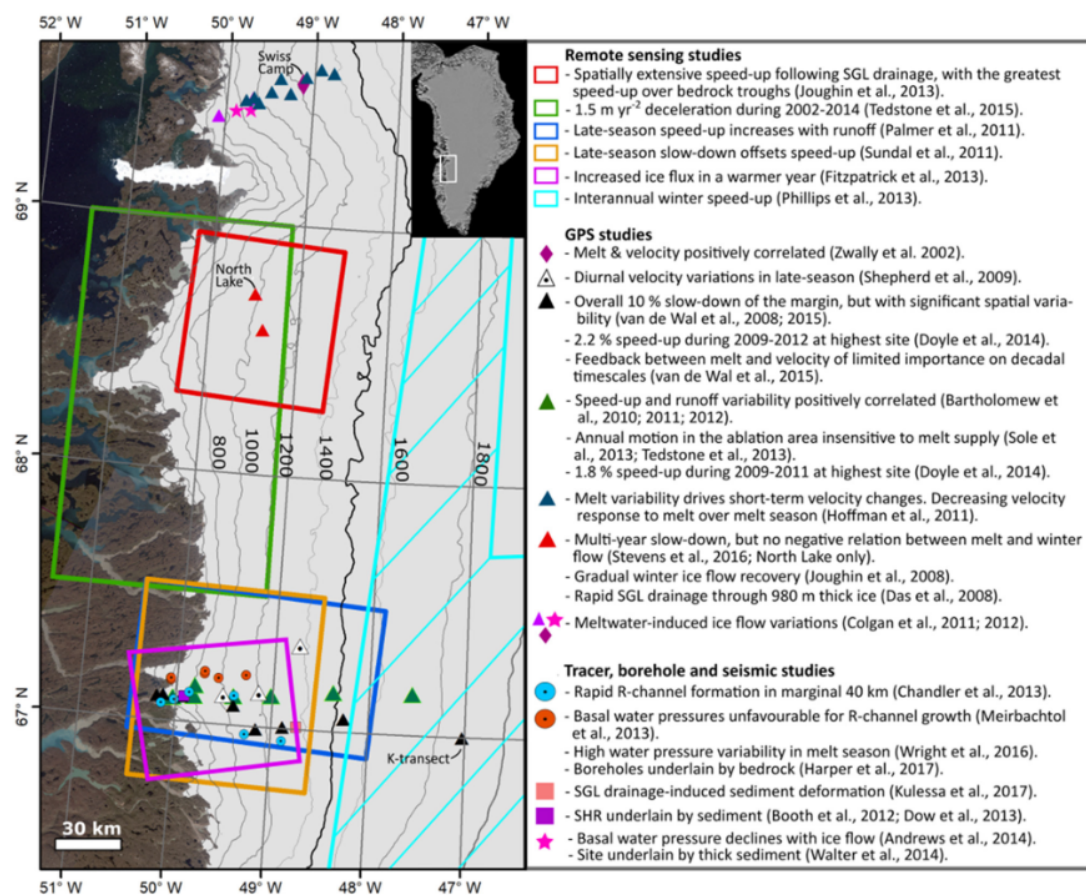 52° W
51° W
50° W
49° W
48° W
47° W
Swiss
Camp
69° N
North
Lake
800
1000
1200
1400
1600
1800
68° N
67° N
K-transect
30 km
51° W
50° W
49° W
48° W
47° W
Remote sensing studies
- Spatially extensive speed-up following SGL drainage, with the greatest
speed-up over bedrock troughs (Joughin et al., 2013).
- 1.5 m yr⁻² deceleration during 2002-2014 (Tedstone et al., 2015).
- Late-season speed-up increases with runoff (Palmer et al., 2011).
- Late-season slow-down offsets speed-up (Sundal et al., 2011).
- Increased ice flux in a warmer year (Fitzpatrick et al., 2013).
- Interannual winter speed-up (Phillips et al., 2013).
GPS studies
- Melt & velocity positively correlated (Zwally et al. 2002).
- Diurnal velocity variations in late-season (Shepherd et al., 2009).
- Overall 10 % slow-down of the margin, but with significant spatial varia-
bility (van de Wal et al., 2008; 2015).
- 2.2 % speed-up during 2009-2012 at highest site (Doyle et al., 2014).
- Feedback between melt and velocity of limited importance on decadal
timescales (van de Wal et al., 2015).
- Speed-up and runoff variability positively correlated (Bartholomew et
al., 2010; 2011; 2012).
- Annual motion in the ablation area insensitive to melt supply (Sole et
al., 2013; Tedstone et al., 2013).
- 1.8 % speed-up during 2009-2011 at highest site (Doyle et al., 2014).
- Melt variability drives short-term velocity changes. Decreasing velocity
response to melt over melt season (Hoffman et al., 2011).
- Multi-year slow-down, but no negative relation between melt and winter
flow (Stevens et al., 2016; North Lake only).
- Gradual winter ice flow recovery (Joughin et al., 2008).
- Rapid SGL drainage through 980 m thick ice (Das et al., 2008).
- Meltwater-induced ice flow variations (Colgan et al., 2011; 2012).
Tracer, borehole and seismic studies
- Rapid R-channel formation in marginal 40 km (Chandler et al., 2013).
- Basal water pressures unfavourable for R-channel growth (Meirbachtol
et al., 2013).
- High water pressure variability in melt season (Wright et al., 2016).
- Boreholes underlain by bedrock (Harper et al., 2017).
- SGL drainage-induced sediment deformation (Kulessa et al., 2017).
- SHR underlain by sediment (Booth et al., 2012; Dow et al., 2013).
- Basal water pressure declines with ice flow (Andrews et al., 2014).
- Site underlain by thick sediment (Walter et al., 2014).